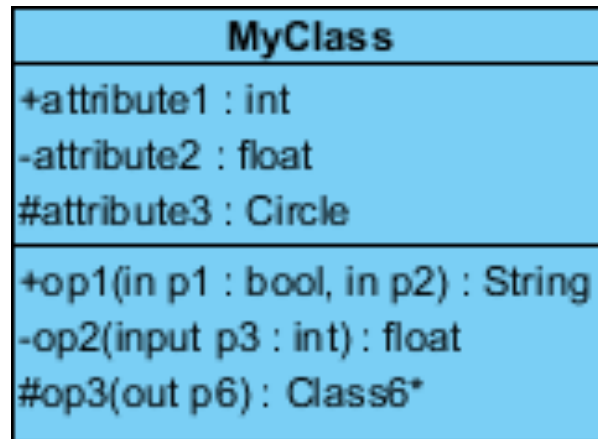 MyClass
+attribute1 : int
-attribute2 : float
#attribute3 : Circle
+op1(in p1 : bool, in p2) : String
-op2(input p3 : int) : float
#op3(out p6) : Class6*